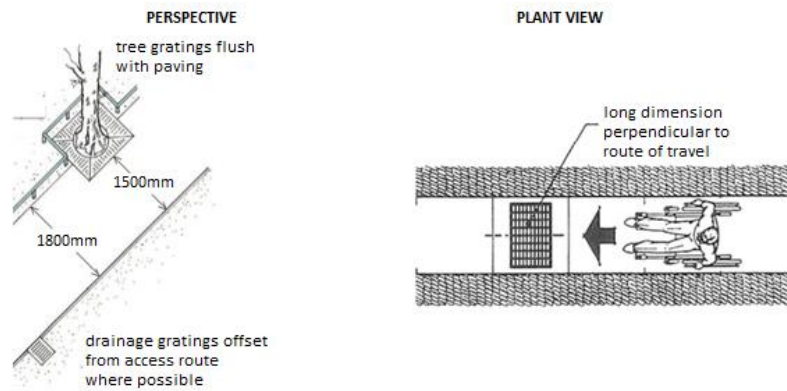 PERSPECTIVE
tree gratings flush
with paving
1500mm
1800mm
drainage gratings offset
from access route
where possible
PLANT VIEW
long dimension
perpendicular to
route of travel